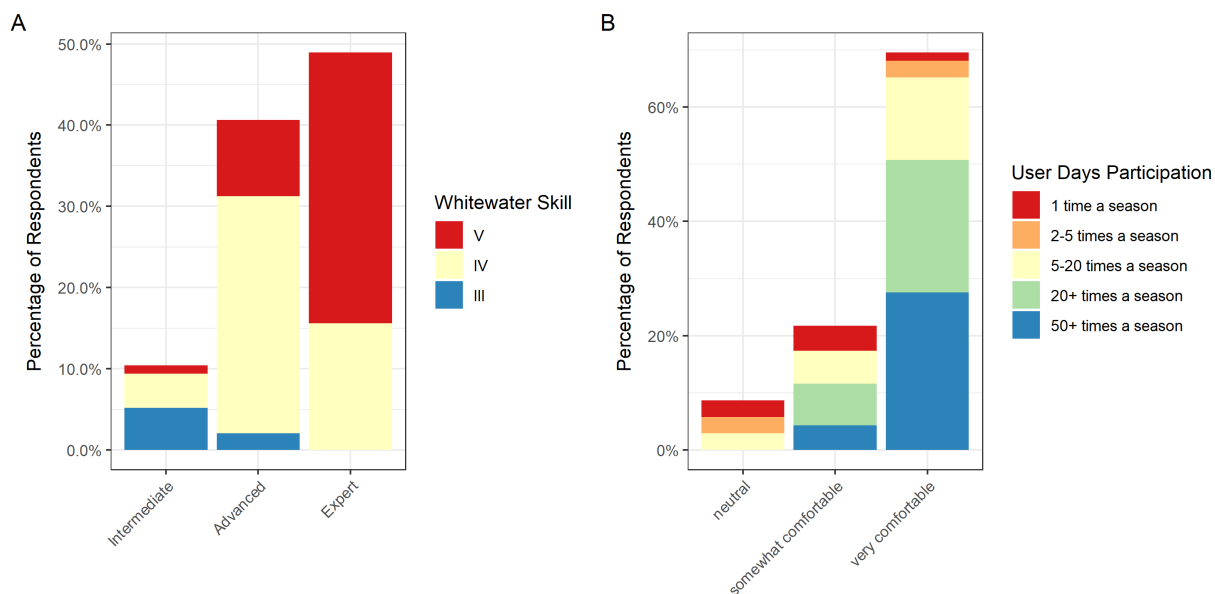 A
Percentage of Respondents
50.0%
40.0%
30.0%
20.0%
10.0%
0.0%
Intermediate
Advanced
Expert
Whitewater Skill
V
IV
III
B
Percentage of Respondents
60%
40%
20%
0%
neutral
somewhat comfortable
very comfortable
User Days Participation
1 time a season
2-5 times a season
5-20 times a season
20+ times a season
50+ times a season